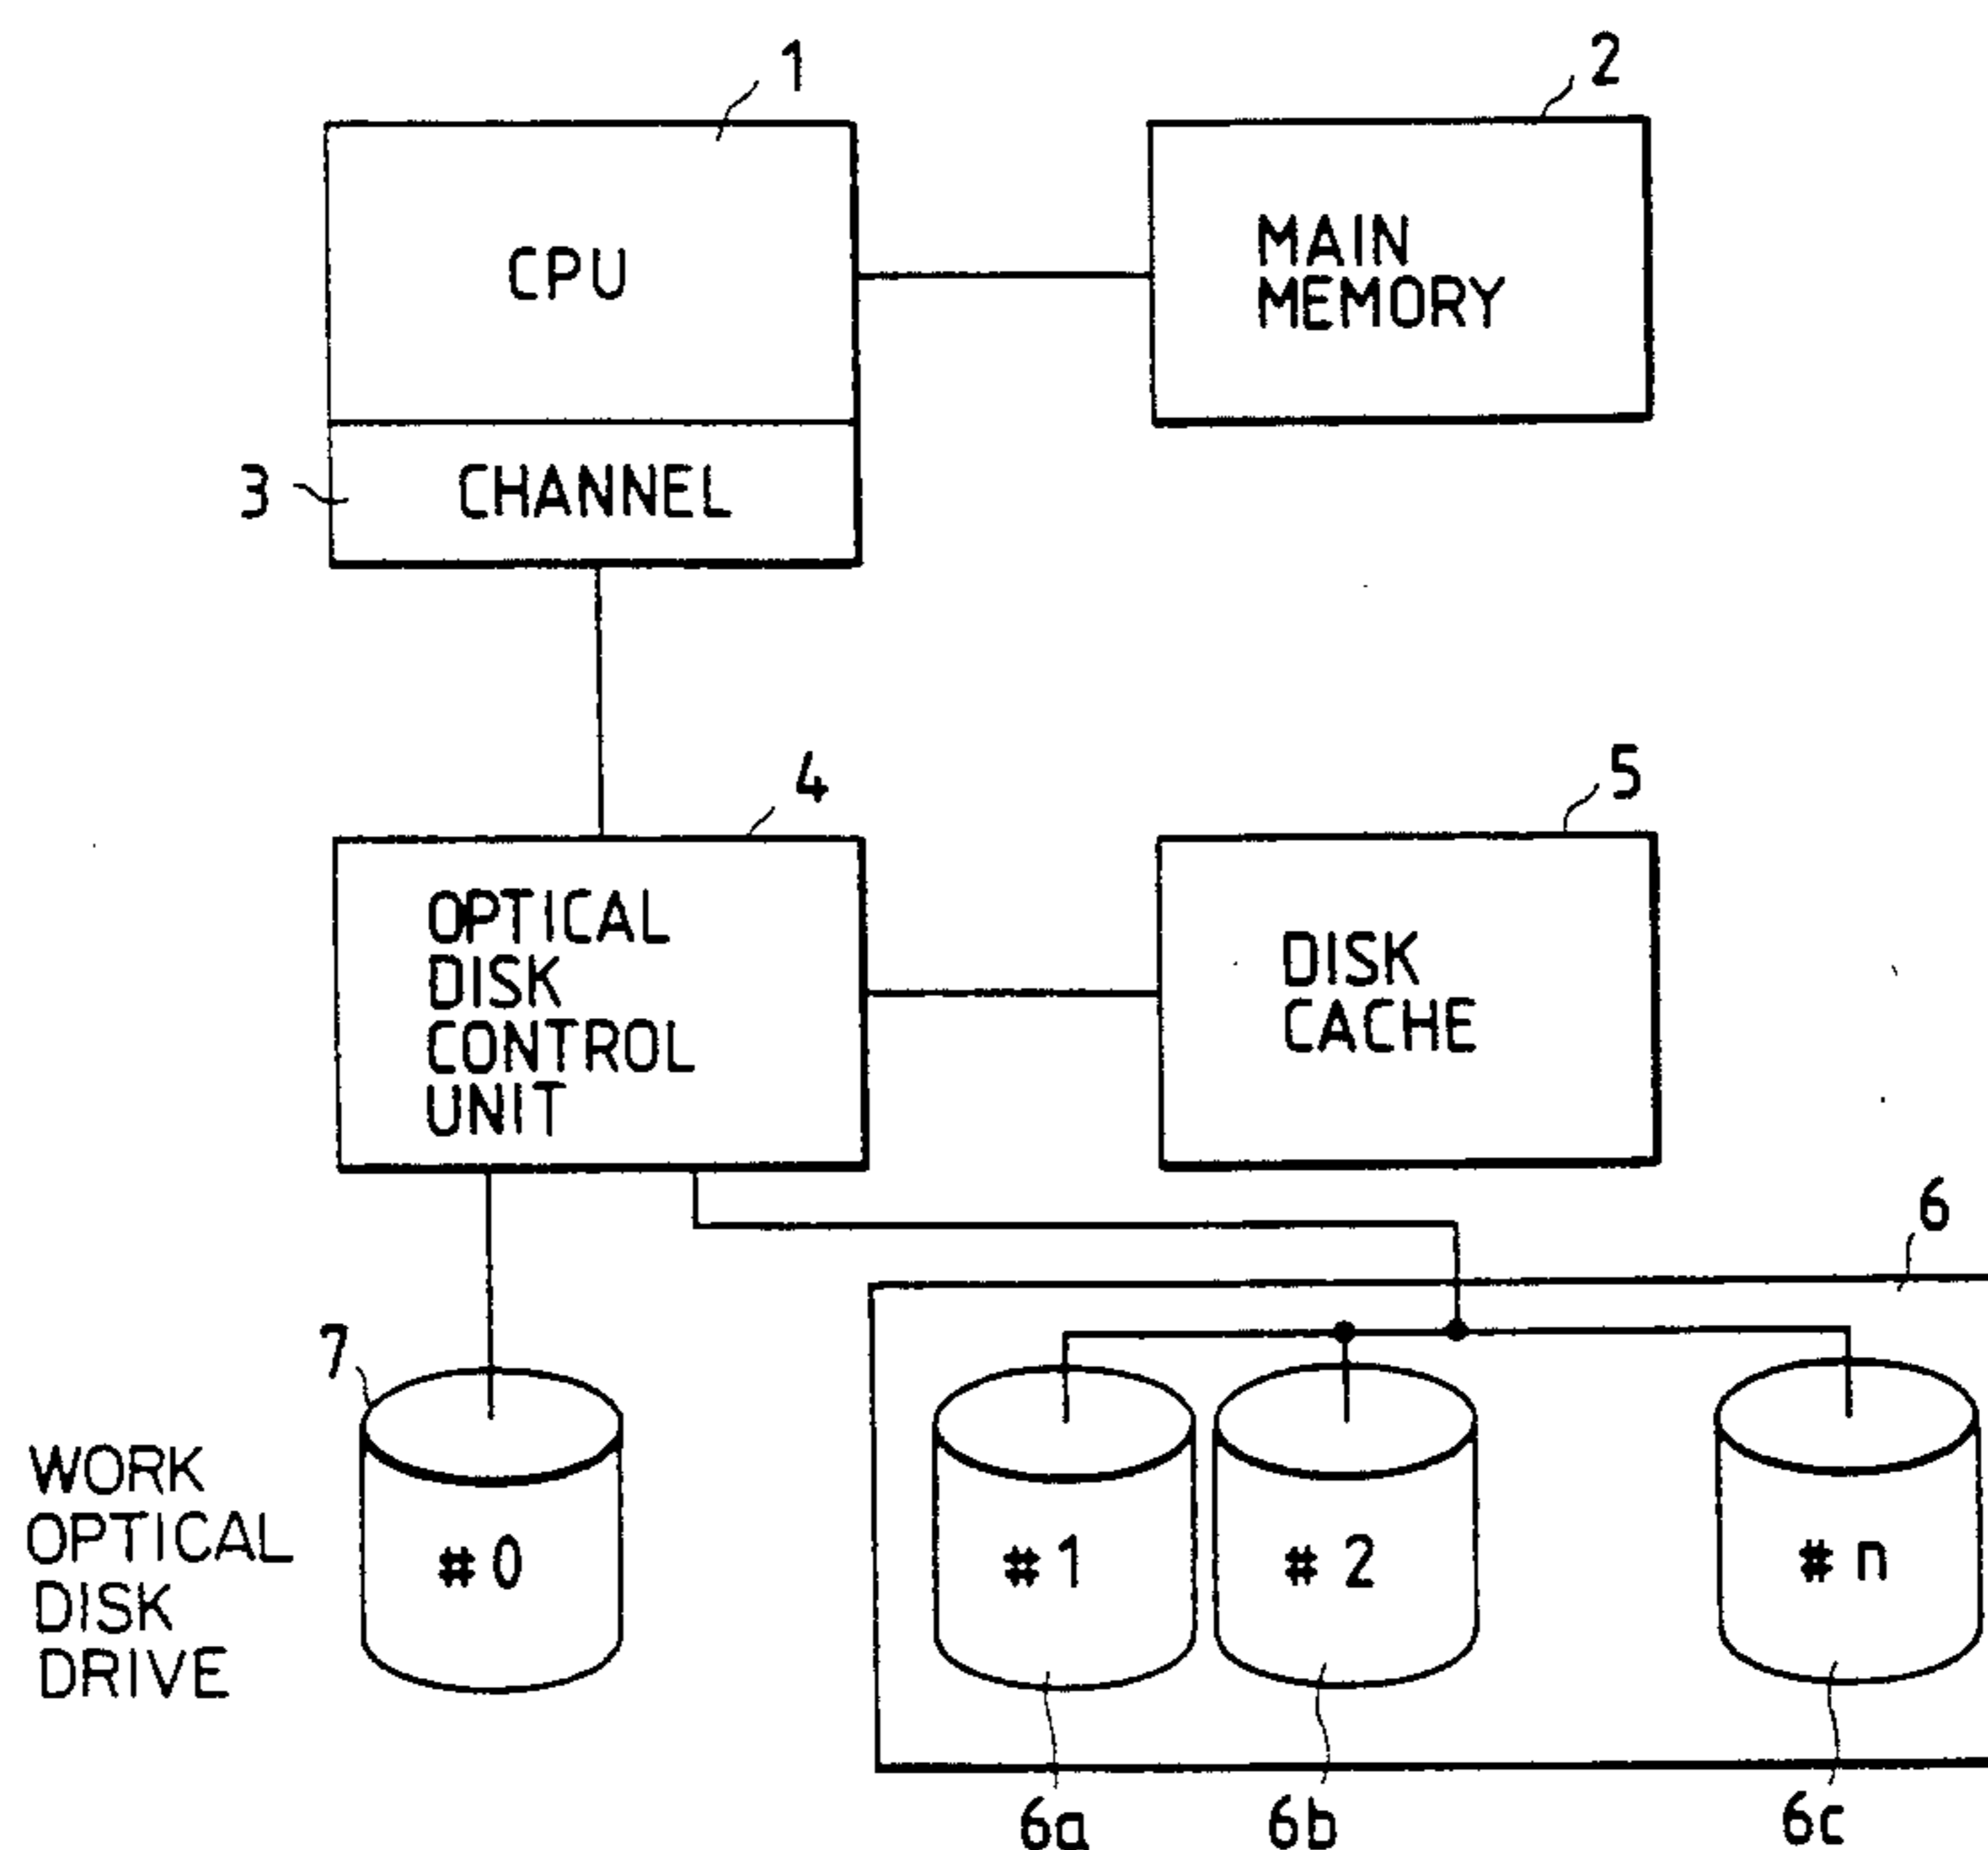 1
2
CPU
MAIN
MEMORY
3
CHANNEL
4
5
OPTICAL
DISK
CONTROL
UNIT
DISK
CACHE
6
7
WORK
OPTICAL
DISK
DRIVE
#0
#1
#2
#n
6a
6b
6c